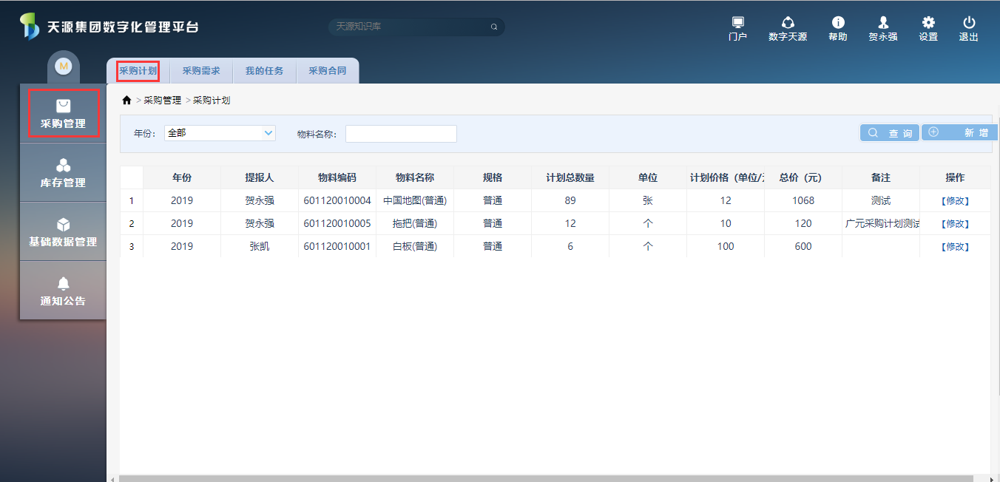 天源集团数字化管理平台
天源知识库
门户 数字天源 帮助 贺永强 设置 退出
M
采购计划 采购需求 我的任务 采购合同
采购管理
库存管理
基础数据管理
通知公告
> 采购管理 > 采购计划
年份： 全部 物料名称： 查 询 新 增
年份 提报人 物料编码 物料名称 规格 计划总数量 单位 计划价格（单位/ 总价（元） 备注 操作
1 2019 贺永强 601120010004 中国地图(普通) 普通 89 张 12 1068 测试 【修改】
2 2019 贺永强 601120010005 拖把(普通) 普通 12 个 10 120 广元采购计划测试 【修改】
3 2019 张凯 601120010001 白板(普通) 普通 6 个 100 600 【修改】